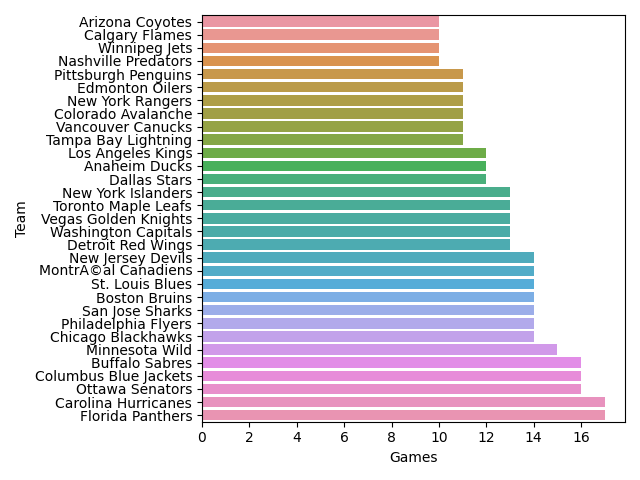 Arizona Coyotes
Calgary Flames
Winnipeg Jets
Nashville Predators
Pittsburgh Penguins
Edmonton Oilers
New York Rangers
Colorado Avalanche
Vancouver Canucks
Tampa Bay Lightning
Los Angeles Kings
Anaheim Ducks
Dallas Stars
New York Islanders
Toronto Maple Leafs
Vegas Golden Knights
Washington Capitals
Detroit Red Wings
New Jersey Devils
MontrÃ©al Canadiens
St. Louis Blues
Boston Bruins
San Jose Sharks
Philadelphia Flyers
Chicago Blackhawks
Minnesota Wild
Buffalo Sabres
Columbus Blue Jackets
Ottawa Senators
Carolina Hurricanes
Florida Panthers
Team
0 2 4 6 8 10 12 14 16
Games